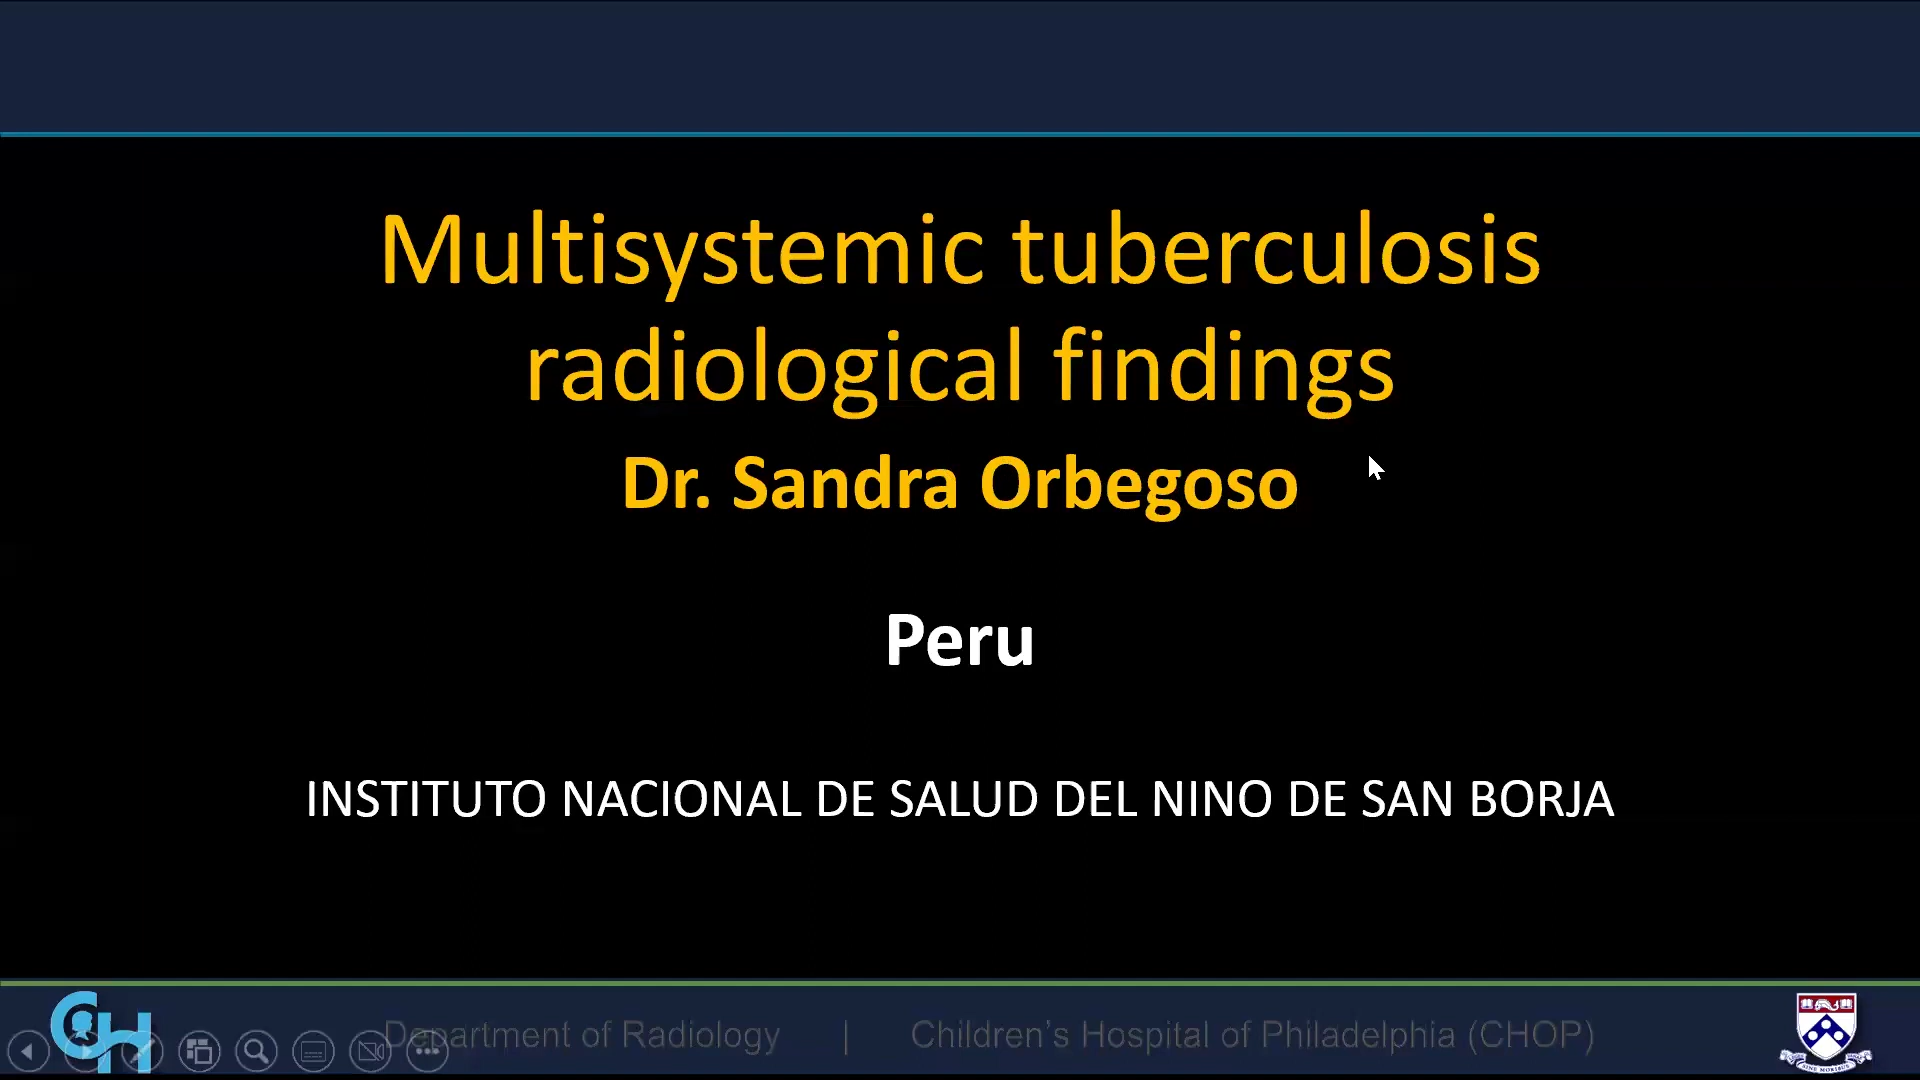 Multisystemic tuberculosis
radiological findings
Dr. Sandra Orbegoso
Peru
INSTITUTO NACIONAL DE SALUD DEL NINO DE SAN BORJA
Department of Radiology | Children's Hospital of Philadelphia (CHOP)